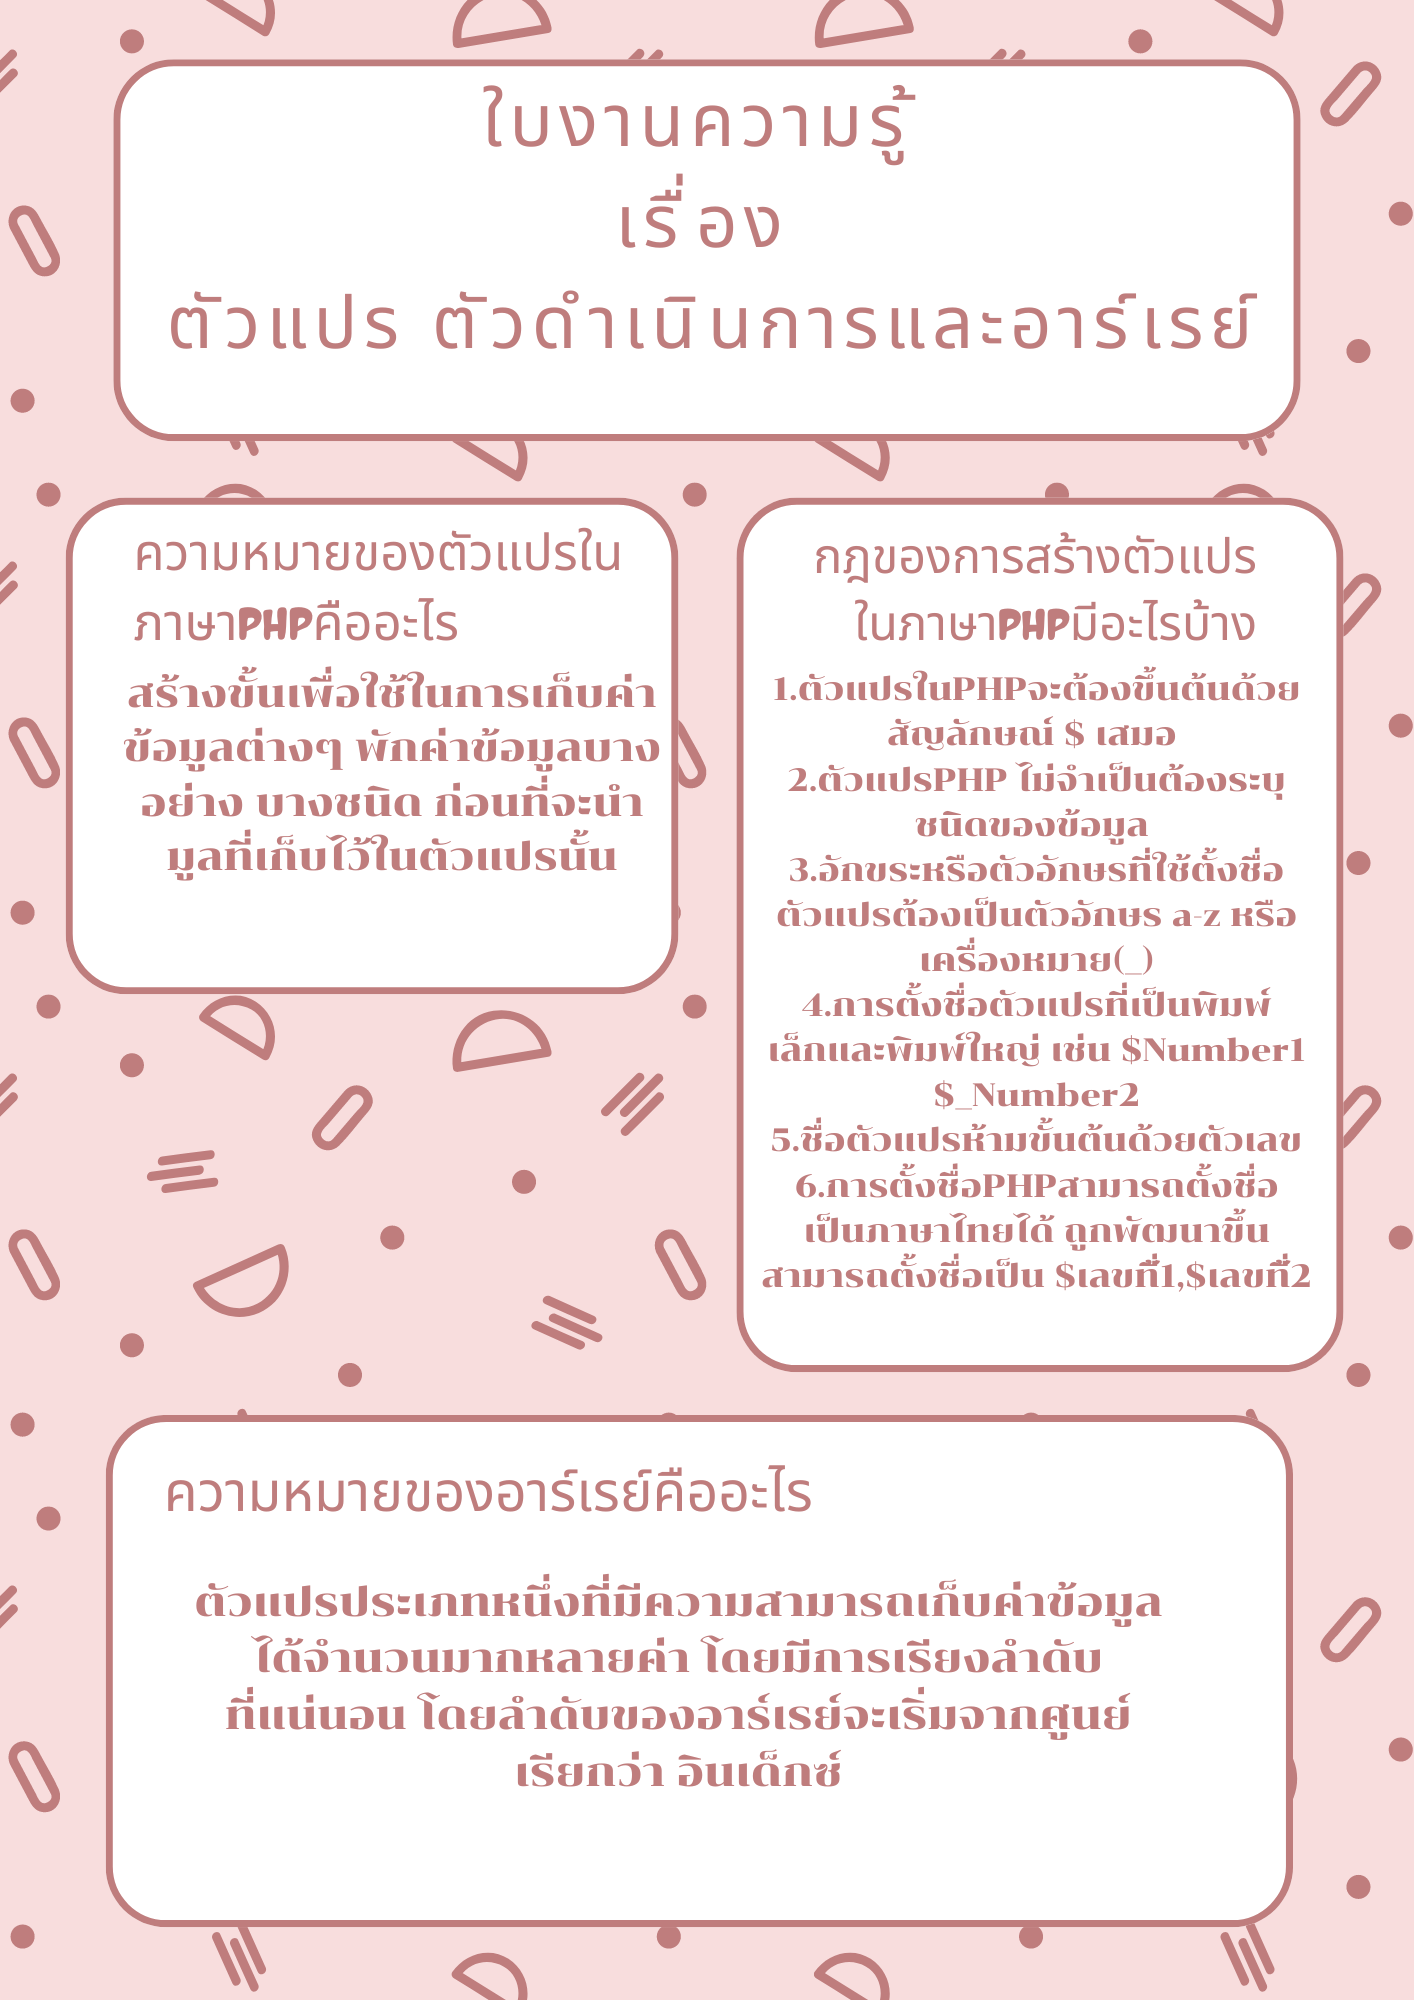 ใบงานความรู้
เรื่อง
ตัวแปร ตัวดำเนินการและอาร์เรย์
ความหมายของตัวแปรใน
ภาษาPHPคืออะไร
สร้างขั้นเพื่อใช้ในการเก็บค่า
ข้อมูลต่างๆ พักค่าข้อมูลบาง
อย่าง บางชนิด ก่อนที่จะนำ
มูลที่เก็บไว้ในตัวแปรนั้น
กฎของการสร้างตัวแปร
ในภาษาPHPมีอะไรบ้าง
1.ตัวแปรในPHPจะต้องขึ้นต้นด้วย
สัญลักษณ์ $ เสมอ
2.ตัวแปรPHP ไม่จำเป็นต้องระบุ
ชนิดของข้อมูล
3.อักขระหรือตัวอักษรที่ใช้ตั้งชื่อ
ตัวแปรต้องเป็นตัวอักษร a-z หรือ
เครื่องหมาย(_)
4.การตั้งชื่อตัวแปรที่เป็นพิมพ์
เล็กและพิมพ์ใหญ่ เช่น $Number1
$_Number2
5.ชื่อตัวแปรห้ามขั้นต้นด้วยตัวเลข
6.การตั้งชื่อPHPสามารถตั้งชื่อ
เป็นภาษาไทยได้ ถูกพัฒนาขึ้น
สามารถตั้งชื่อเป็น $เลขที่1,$เลขที่2
ความหมายของอาร์เรย์คืออะไร
ตัวแปรประเภทหนึ่งที่มีความสามารถเก็บค่าข้อมูล
ได้จำนวนมากหลายค่า โดยมีการเรียงลำดับ
ที่แน่นอน โดยลำดับของอาร์เรย์จะเริ่มจากศูนย์
เรียกว่า อินเด็กซ์